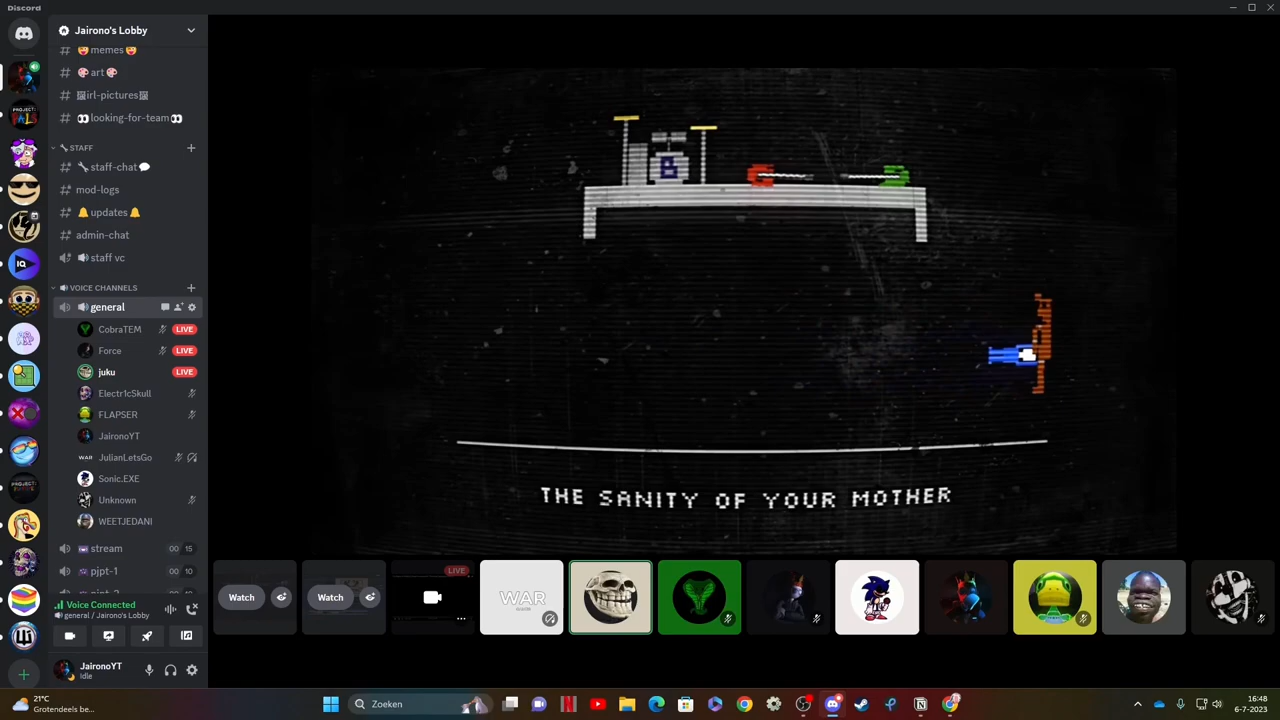 Discord
Jairono's Lobby
memes
art
irl-pictures
looking-for-team
STAFF
staff-chat
mod-logs
updates
admin-chat
staff vc
VOICE CHANNELS
general
CobraTEM LIVE
Force LIVE
juku LIVE
Electr1cSkull
FLAPSER
JaironoYT
WAR JulianLetsGo
Sonic.EXE
Unknown
WEETJEDANI
stream 00 15
pjpt-1 00 10
Voice Connected
general / Jairono's Lobby
JaironoYT
Idle
B
THE SANITY OF YOUR MOTHER
Watch
Watch
LIVE
WAR
21°C
Grotendeels be...
Zoeken
16:48
6-7-2023